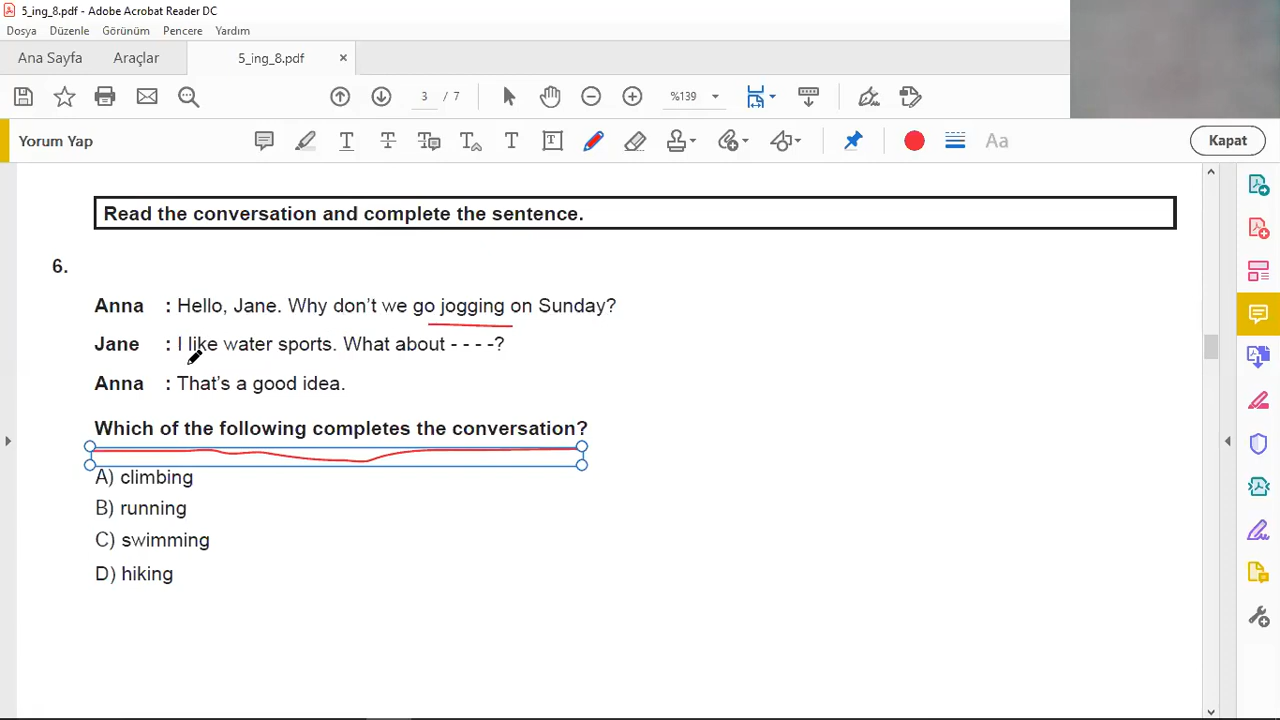 5_ing_8.pdf - Adobe Acrobat Reader DC
Dosya Düzenle Görünüm Pencere Yardım
Ana Sayfa Araçlar 5_ing_8.pdf ×
3 / 7 %139
Yorum Yap T T T T T Aa Kapat
Read the conversation and complete the sentence.
6.
Anna : Hello, Jane. Why don't we go jogging on Sunday?
Jane : I like water sports. What about - - - -?
Anna : That's a good idea.
Which of the following completes the conversation?
A) climbing
B) running
C) swimming
D) hiking